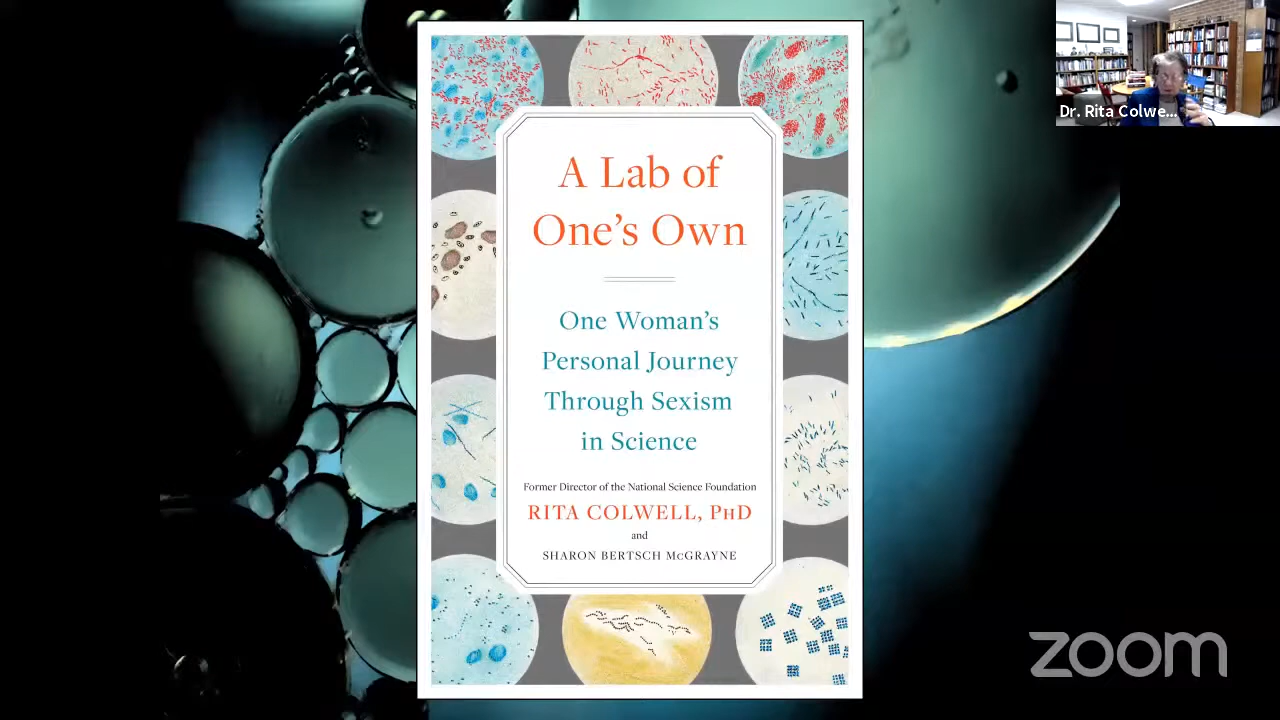 A Lab of
One's Own
One Woman's
Personal Journey
Through Sexism
in Science
Former Director of the National Science Foundation
RITA COLWELL, PHD
and
SHARON BERTSCH McGRAYNE
Dr. Rita Colwe...
zoom